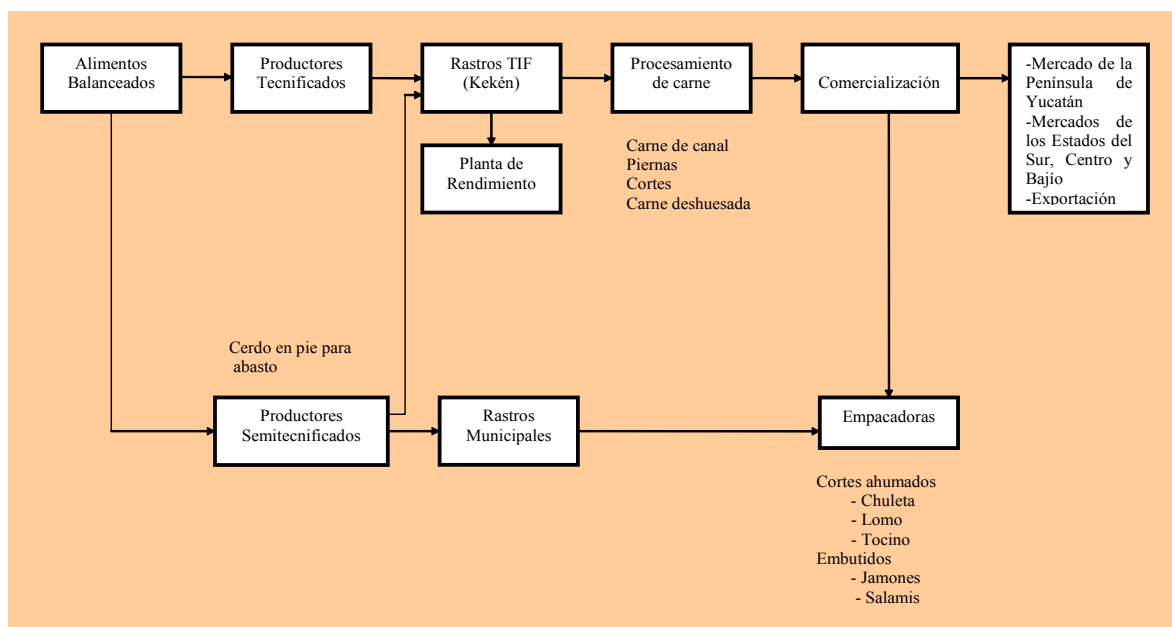 Alimentos
Balanceados
Productores
Tecnificados
Rastros TIF
(Kekén)
Procesamiento
de carne
Comercialización
-Mercado de la
Península de
Yucatán
-Mercados de
los Estados del
Sur, Centro y
Bajío
-Exportación
Planta de
Rendimiento
Carne de canal
Piernas
Cortes
Carne deshuesada
Cerdo en pie para
abasto
Productores
Semitecnificados
Rastros
Municipales
Empacadoras
Cortes ahumados
- Chuleta
- Lomo
- Tocino
Embutidos
- Jamones
- Salamis